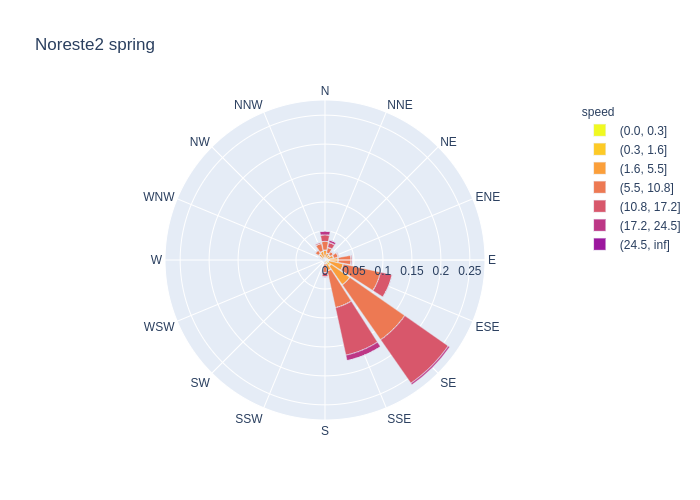 Noreste2 spring
N
NNE
NE
ENE
E
ESE
SE
SSE
S
SSW
SW
WSW
W
WNW
NW
NNW
0 0.05 0.1 0.15 0.2 0.25
speed
(0.0, 0.3]
(0.3, 1.6]
(1.6, 5.5]
(5.5, 10.8]
(10.8, 17.2]
(17.2, 24.5]
(24.5, inf]